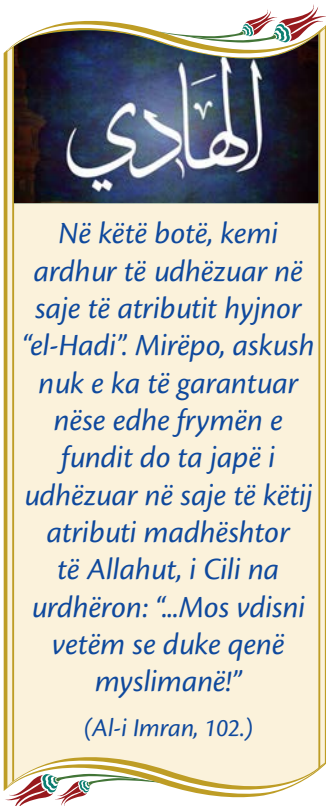 الهادي
Në këtë botë, kemi
ardhur të udhëzuar në
saje të atributit hyjnor
“el-Hadi”. Mirëpo, askush
nuk e ka të garantuar
nëse edhe frymën e
fundit do ta japë i
udhëzuar në saje të këtij
atributi madhështor
të Allahut, i Cili na
urdhëron: “...Mos vdisni
vetëm se duke qenë
myslimanë!”
(Al-i Imran, 102.)